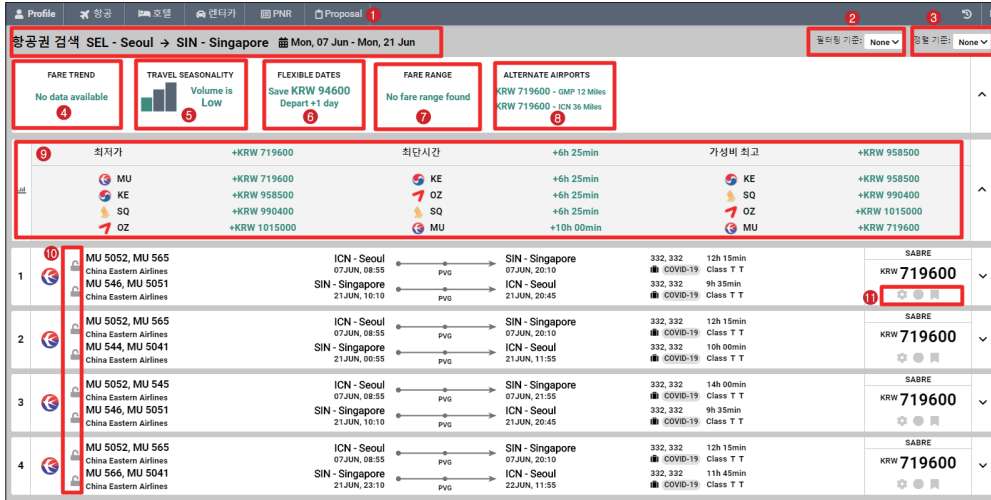 Profile 항공 호텔 렌터카 PNR Proposal 1 2 3
항공권 검색 SEL - Seoul → SIN - Singapore Mon, 07 Jun - Mon, 21 Jun 필터링 기준: None 정렬 기준: None
FARE TREND TRAVEL SEASONALITY FLEXIBLE DATES FARE RANGE ALTERNATE AIRPORTS
No data available Volume is Low Save KRW 94600 Depart +1 day No fare range found KRW 719600 - GMP 12 Miles
KRW 719600 - ICN 36 Miles
4 5 6 7 8
9 최저가 +KRW 719600 최단시간 +6h 25min 가성비 최고 +KRW 958500
MU +KRW 719600 KE +6h 25min KE +KRW 958500
KE +KRW 958500 OZ +6h 25min SQ +KRW 990400
SQ +KRW 990400 SQ +6h 25min OZ +KRW 1015000
OZ +KRW 1015000 MU +10h 00min MU +KRW 719600
10
1 MU 5052, MU 565 ICN - Seoul SIN - Singapore 332, 332 12h 15min SABRE
China Eastern Airlines 07JUN, 08:55 PVG 07JUN, 20:10 COVID-19 Class T T KRW 719600
MU 546, MU 5051 SIN - Singapore ICN - Seoul 332, 332 9h 35min
China Eastern Airlines 21JUN, 10:10 PVG 21JUN, 20:45 COVID-19 Class T T 11
2 MU 5052, MU 565 ICN - Seoul SIN - Singapore 332, 332 12h 15min SABRE
China Eastern Airlines 07JUN, 08:55 PVG 07JUN, 20:10 COVID-19 Class T T KRW 719600
MU 544, MU 5041 SIN - Singapore ICN - Seoul 332, 332 10h 00min
China Eastern Airlines 21JUN, 00:55 PVG 21JUN, 11:55 COVID-19 Class T T
3 MU 5052, MU 545 ICN - Seoul SIN - Singapore 332, 332 14h 00min SABRE
China Eastern Airlines 07JUN, 08:55 PVG 07JUN, 21:55 COVID-19 Class T T KRW 719600
MU 546, MU 5051 SIN - Singapore ICN - Seoul 332, 332 9h 35min
China Eastern Airlines 21JUN, 10:10 PVG 21JUN, 20:45 COVID-19 Class T T
4 MU 5052, MU 565 ICN - Seoul SIN - Singapore 332, 332 12h 15min SABRE
China Eastern Airlines 07JUN, 08:55 PVG 07JUN, 20:10 COVID-19 Class T T KRW 719600
MU 566, MU 5041 SIN - Singapore ICN - Seoul 332, 332 11h 45min
China Eastern Airlines 21JUN, 23:10 PVG 22JUN, 11:55 COVID-19 Class T T